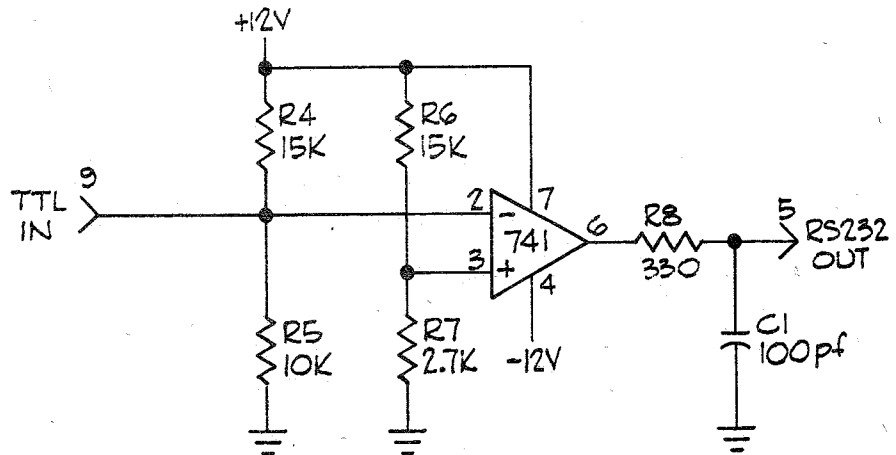 +12V
R4
15K
R6
15K
9
TTL
IN
2
-
7
741
3
+
4
6
R8
330
5
RS232
OUT
R5
10K
R7
2.7K
-12V
C1
100pf